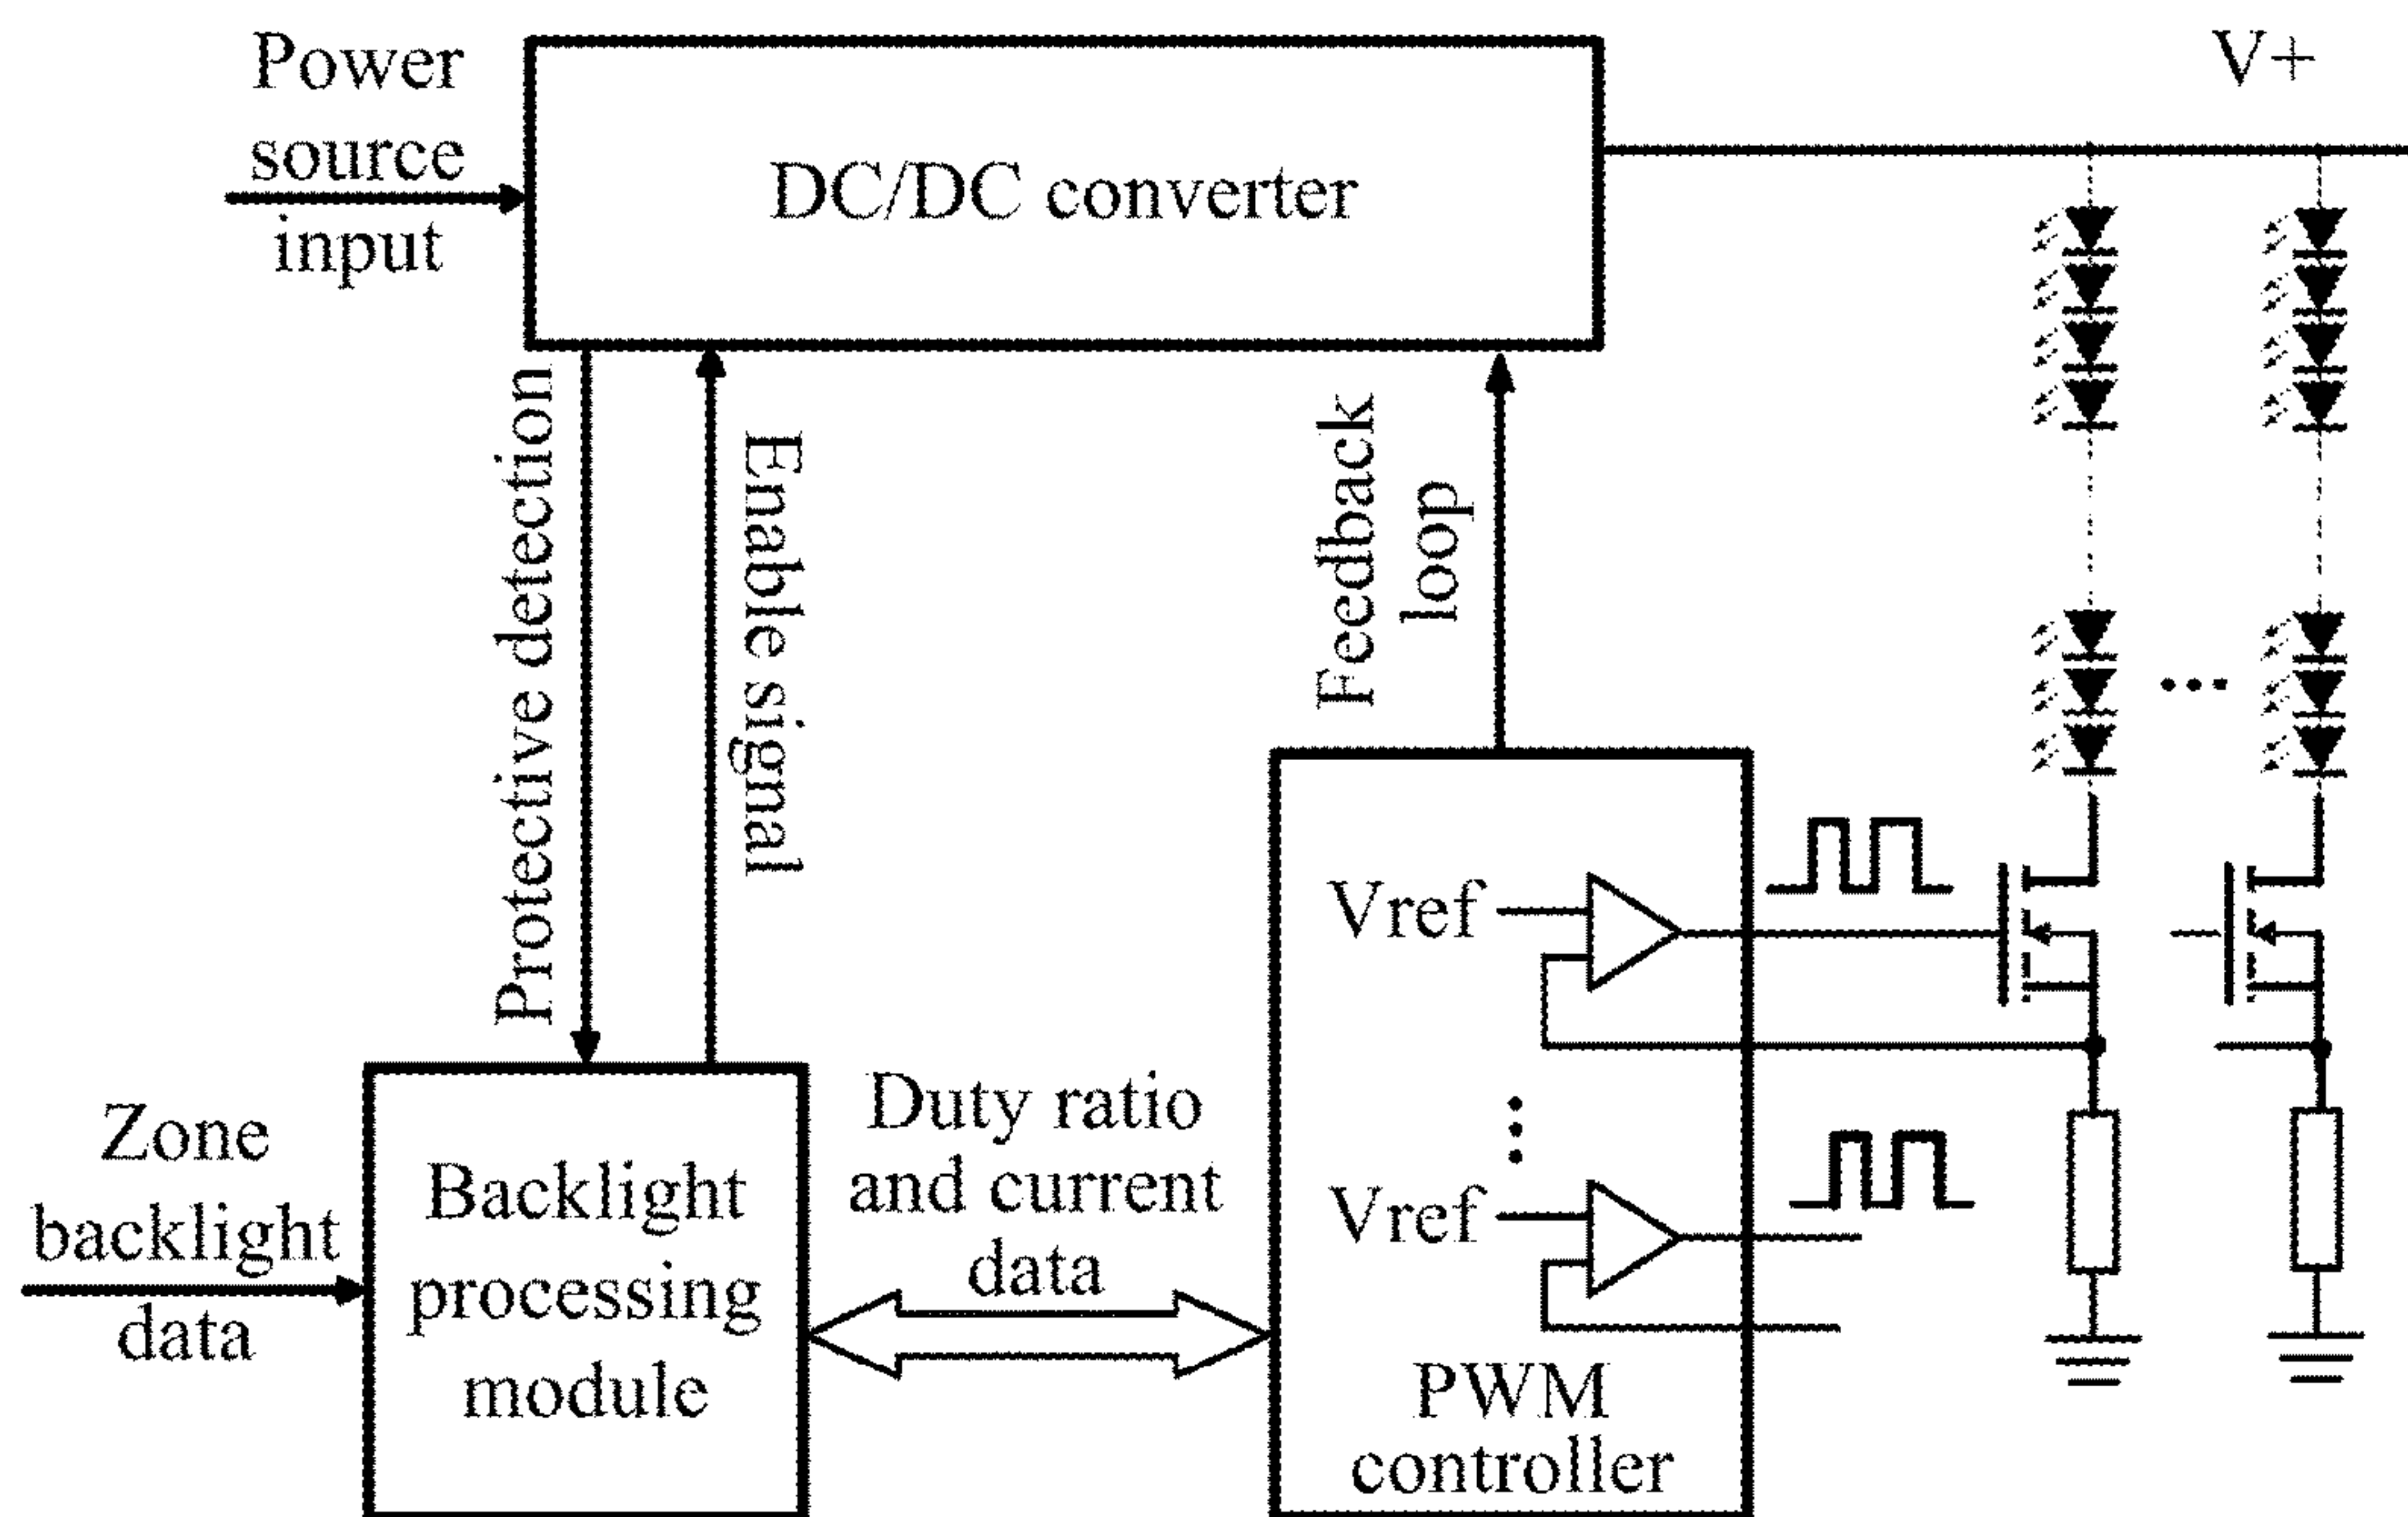 Power
source
input
DC/DC converter
V+
Protective detection
Enable signal
Feedback
loop
Zone
backlight
data
Backlight
processing
module
Duty ratio
and current
data
Vref
Vref
PWM
controller